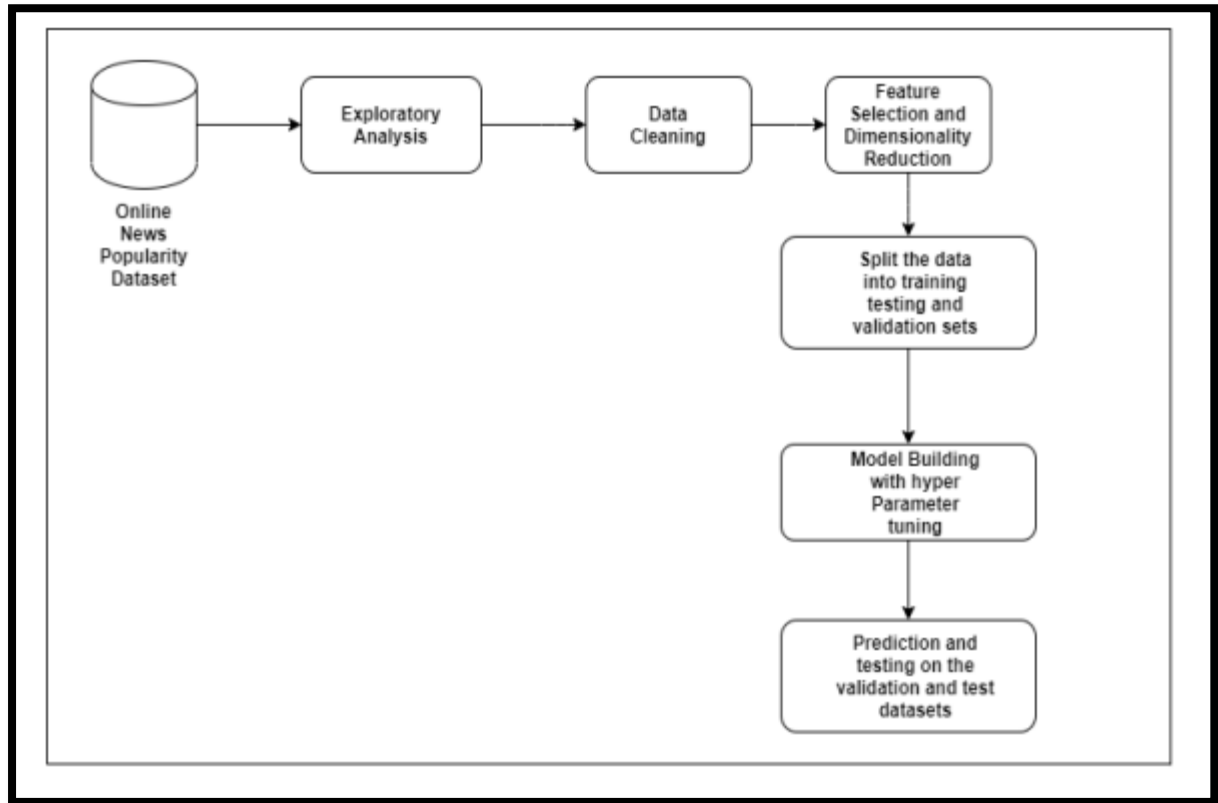 Online
News
Popularity
Dataset
Exploratory
Analysis
Data
Cleaning
Feature
Selection and
Dimensionality
Reduction
Split the data
into training
testing and
validation sets
Model Building
with hyper
Parameter
tuning
Prediction and
testing on the
validation and test
datasets